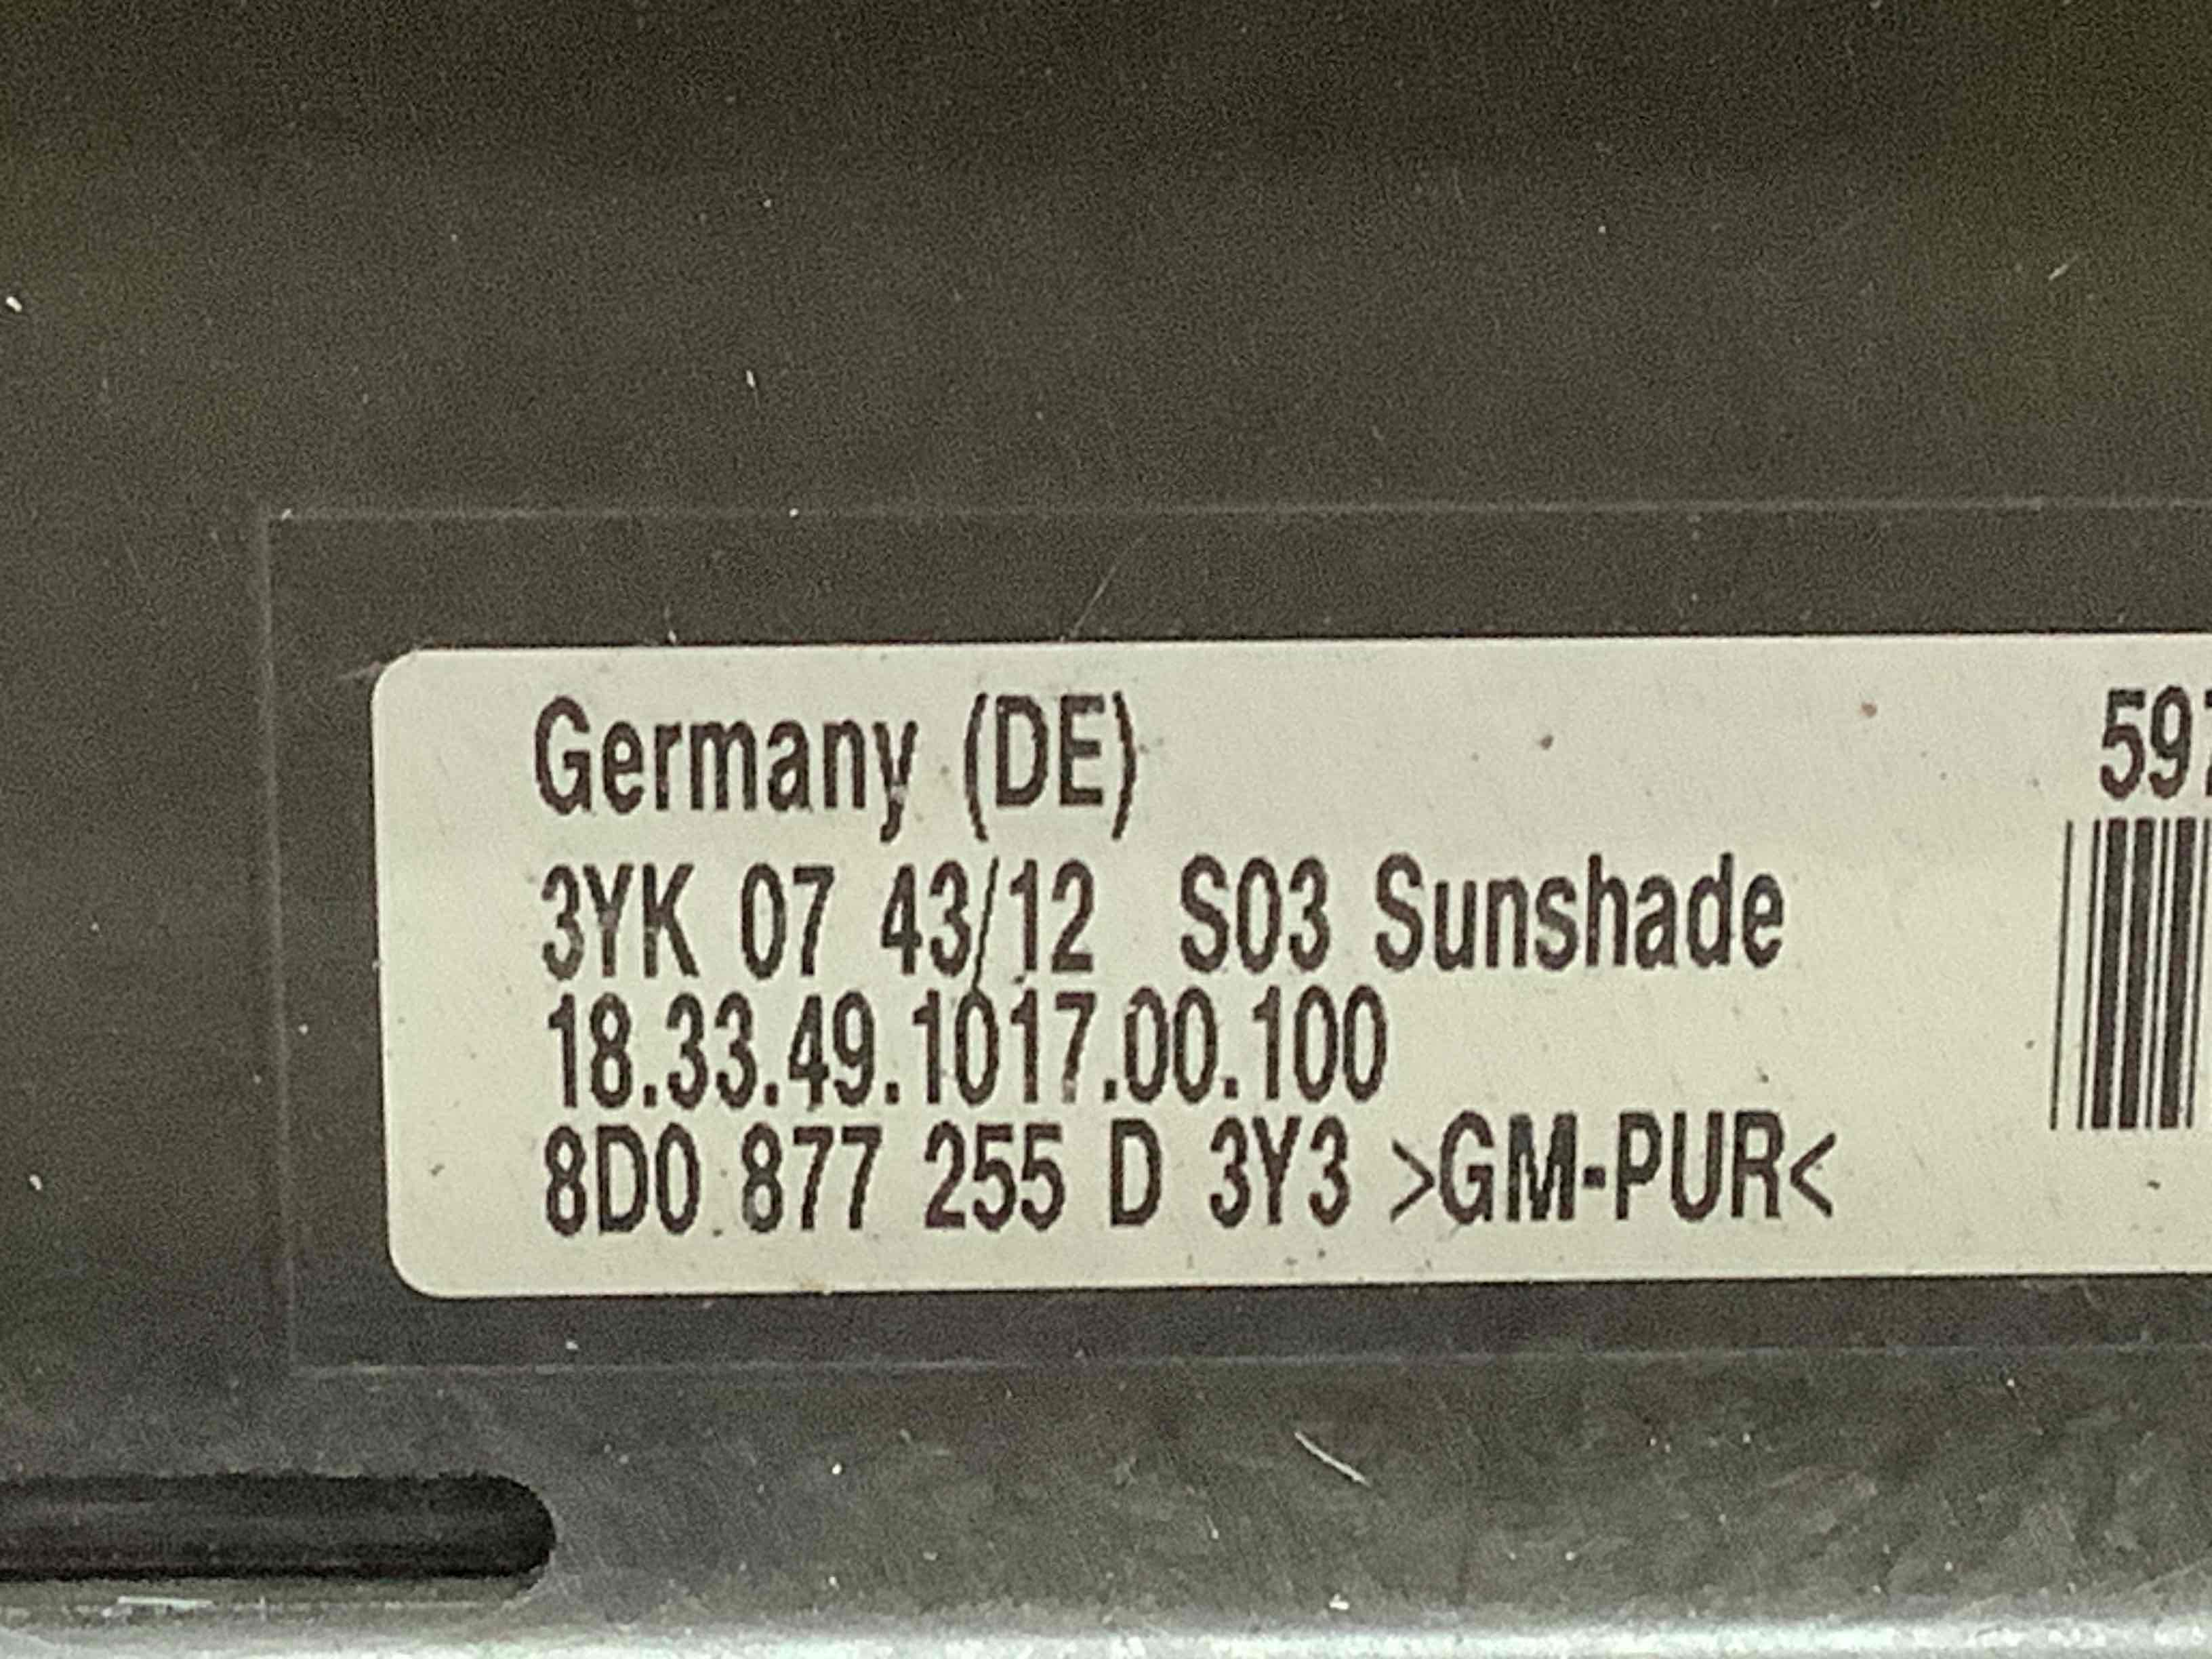 Germany (DE)
597
3YK 07 43/12 S03 Sunshade
18.33.49.1017.00.100
8D0 877 255 D 3Y3 >GM-PUR<